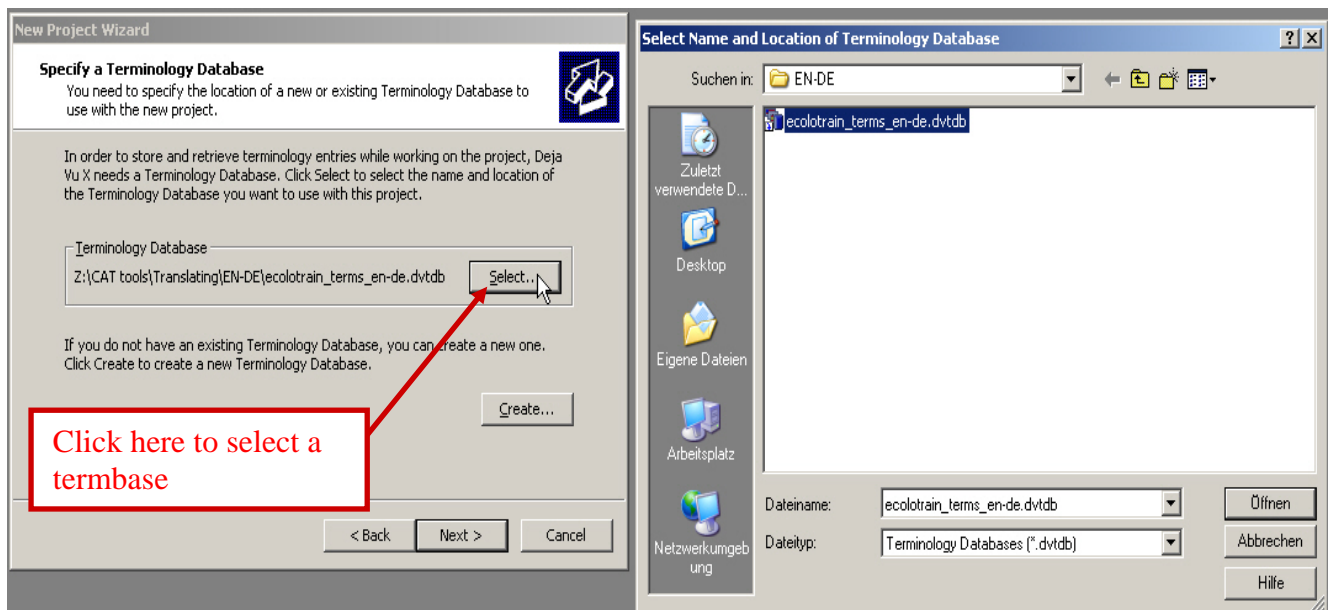 New Project Wizard
Specify a Terminology Database
You need to specify the location of a new or existing Terminology Database to
use with the new project.
In order to store and retrieve terminology entries while working on the project, Deja
Vu X needs a Terminology Database. Click Select to select the name and location of
the Terminology Database you want to use with this project.
Terminology Database
Z:\CAT tools\Translating\EN-DE\ecolotrain_terms_en-de.dvtdb
Select...
If you do not have an existing Terminology Database, you can create a new one.
Click Create to create a new Terminology Database.
Create...
Click here to select a
termbase
< Back
Next >
Cancel
Select Name and Location of Terminology Database
Suchen in:
EN-DE
ecolotrain_terms_en-de.dvtdb
Zuletzt
verwendete D...
Desktop
Eigene Dateien
Arbeitsplatz
Netzwerkumgeb
ung
Dateiname:
ecolotrain_terms_en-de.dvtdb
Öffnen
Dateityp:
Terminology Databases (*.dvtdb)
Abbrechen
Hilfe